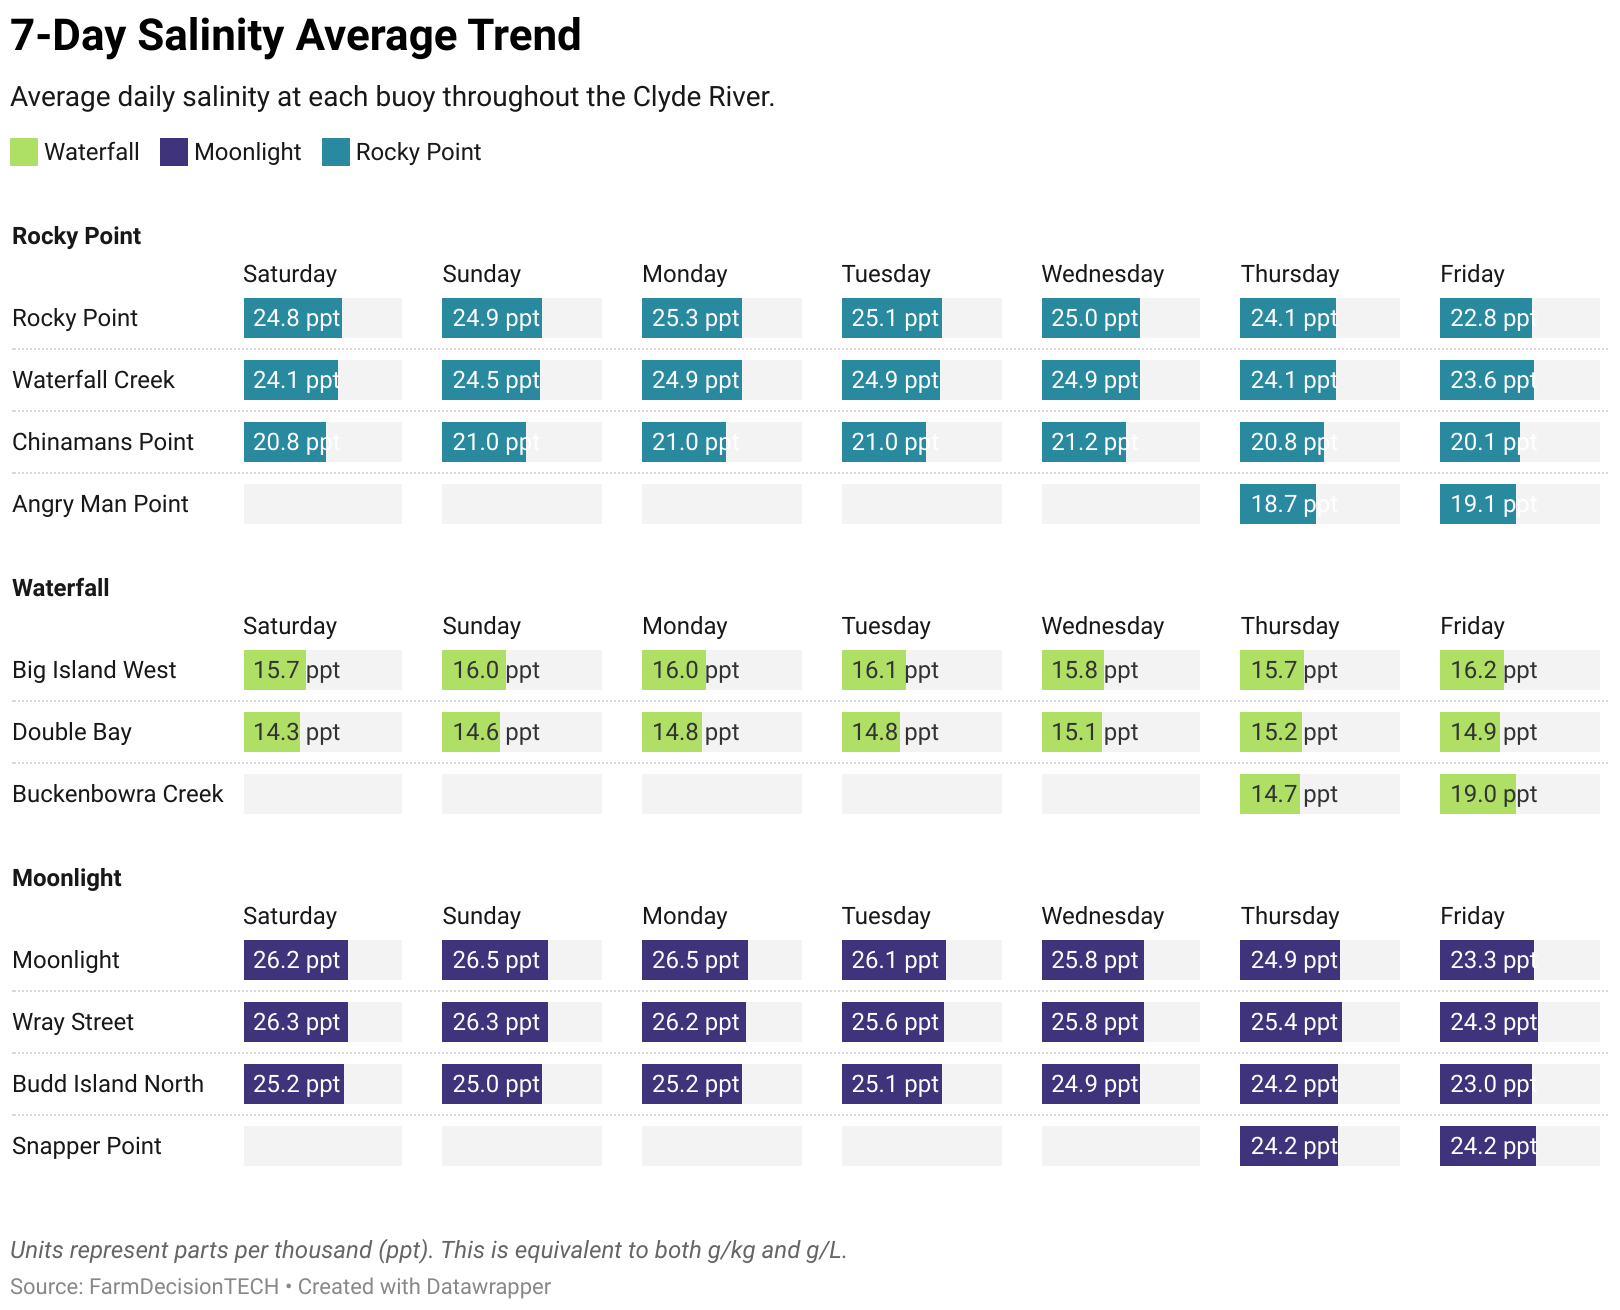 7-Day Salinity Average Trend
Average daily salinity at each buoy throughout the Clyde River.
Waterfall Moonlight Rocky Point
Rocky Point
Saturday Sunday Monday Tuesday Wednesday Thursday Friday
Rocky Point 24.8 ppt 24.9 ppt 25.3 ppt 25.1 ppt 25.0 ppt 24.1 ppt 22.8 ppt
Waterfall Creek 24.1 ppt 24.5 ppt 24.9 ppt 24.9 ppt 24.9 ppt 24.1 ppt 23.6 ppt
Chinamans Point 20.8 ppt 21.0 ppt 21.0 ppt 21.0 ppt 21.2 ppt 20.8 ppt 20.1 ppt
Angry Man Point 18.7 ppt 19.1 ppt
Waterfall
Saturday Sunday Monday Tuesday Wednesday Thursday Friday
Big Island West 15.7 ppt 16.0 ppt 16.0 ppt 16.1 ppt 15.8 ppt 15.7 ppt 16.2 ppt
Double Bay 14.3 ppt 14.6 ppt 14.8 ppt 14.8 ppt 15.1 ppt 15.2 ppt 14.9 ppt
Buckenbowra Creek 14.7 ppt 19.0 ppt
Moonlight
Saturday Sunday Monday Tuesday Wednesday Thursday Friday
Moonlight 26.2 ppt 26.5 ppt 26.5 ppt 26.1 ppt 25.8 ppt 24.9 ppt 23.3 ppt
Wray Street 26.3 ppt 26.3 ppt 26.2 ppt 25.6 ppt 25.8 ppt 25.4 ppt 24.3 ppt
Budd Island North 25.2 ppt 25.0 ppt 25.2 ppt 25.1 ppt 24.9 ppt 24.2 ppt 23.0 ppt
Snapper Point 24.2 ppt 24.2 ppt
Units represent parts per thousand (ppt). This is equivalent to both g/kg and g/L.
Source: FarmDecisionTECH • Created with Datawrapper